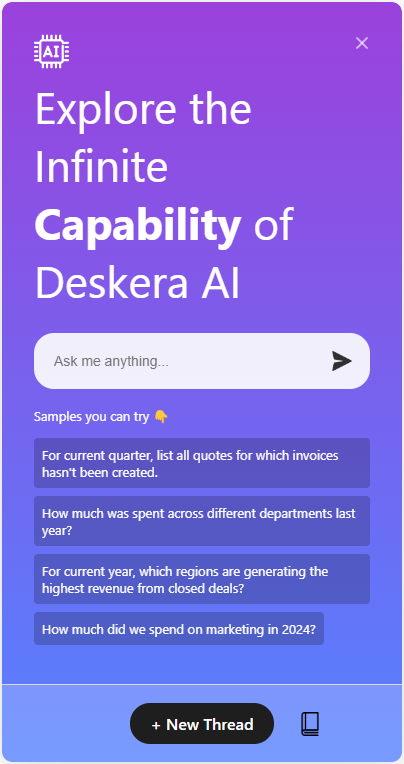 AI
Explore the
Infinite
Capability of
Deskera AI
Ask me anything...
Samples you can try 👇
For current quarter, list all quotes for which invoices
hasn't been created.
How much was spent across different departments last
year?
For current year, which regions are generating the
highest revenue from closed deals?
How much did we spend on marketing in 2024?
+ New Thread